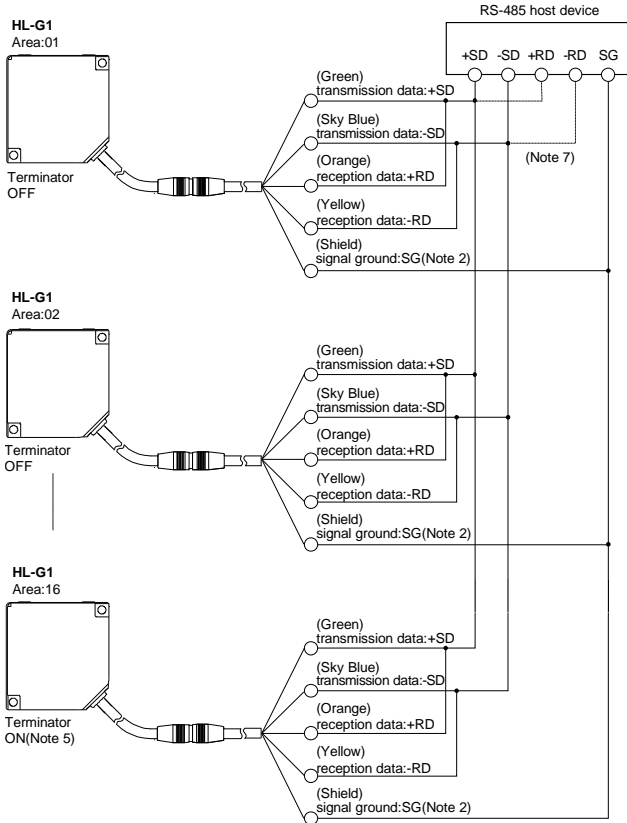 RS-485 host device
+SD -SD +RD -RD SG
HL-G1
Area:01
Terminator
OFF
(Green)
transmission data:+SD
(Sky Blue)
transmission data:-SD
(Note 7)
(Orange)
reception data:+RD
(Yellow)
reception data:-RD
(Shield)
signal ground:SG(Note 2)
HL-G1
Area:02
Terminator
OFF
(Green)
transmission data:+SD
(Sky Blue)
transmission data:-SD
(Orange)
reception data:+RD
(Yellow)
reception data:-RD
(Shield)
signal ground:SG(Note 2)
HL-G1
Area:16
Terminator
ON(Note 5)
(Green)
transmission data:+SD
(Sky Blue)
transmission data:-SD
(Orange)
reception data:+RD
(Yellow)
reception data:-RD
(Shield)
signal ground:SG(Note 2)